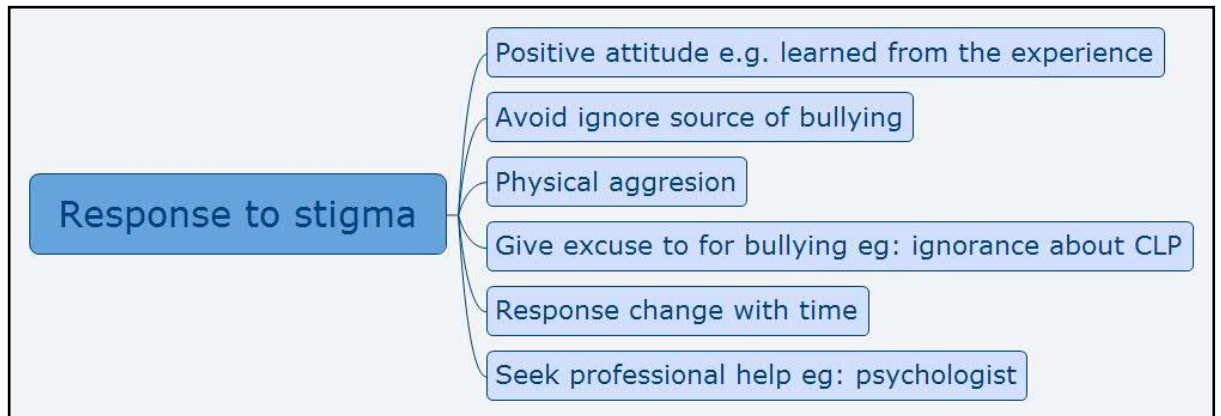 Response to stigma
Positive attitude e.g. learned from the experience
Avoid ignore source of bullying
Physical aggresion
Give excuse to for bullying eg: ignorance about CLP
Response change with time
Seek professional help eg: psychologist